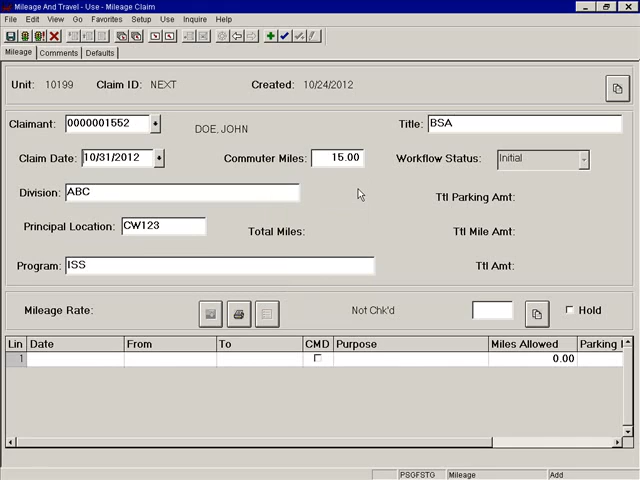 Mileage And Travel - Use - Mileage Claim
File Edit View Go Favorites Setup Use Inquire Help
Mileage Comments Defaults
Unit: 10199 Claim ID: NEXT Created: 10/24/2012
Claimant: 0000001552 DOE, JOHN Title: BSA
Claim Date: 10/31/2012 Commuter Miles: 15.00 Workflow Status: Initial
Division: ABC Ttl Parking Amt:
Principal Location: CW123 Total Miles: Ttl Mile Amt:
Program: ISS Ttl Amt:
Mileage Rate: Not Chk'd Hold
Lin Date From To CMD Purpose Miles Allowed Parking
1 0.00
PSGFSTG Mileage Add